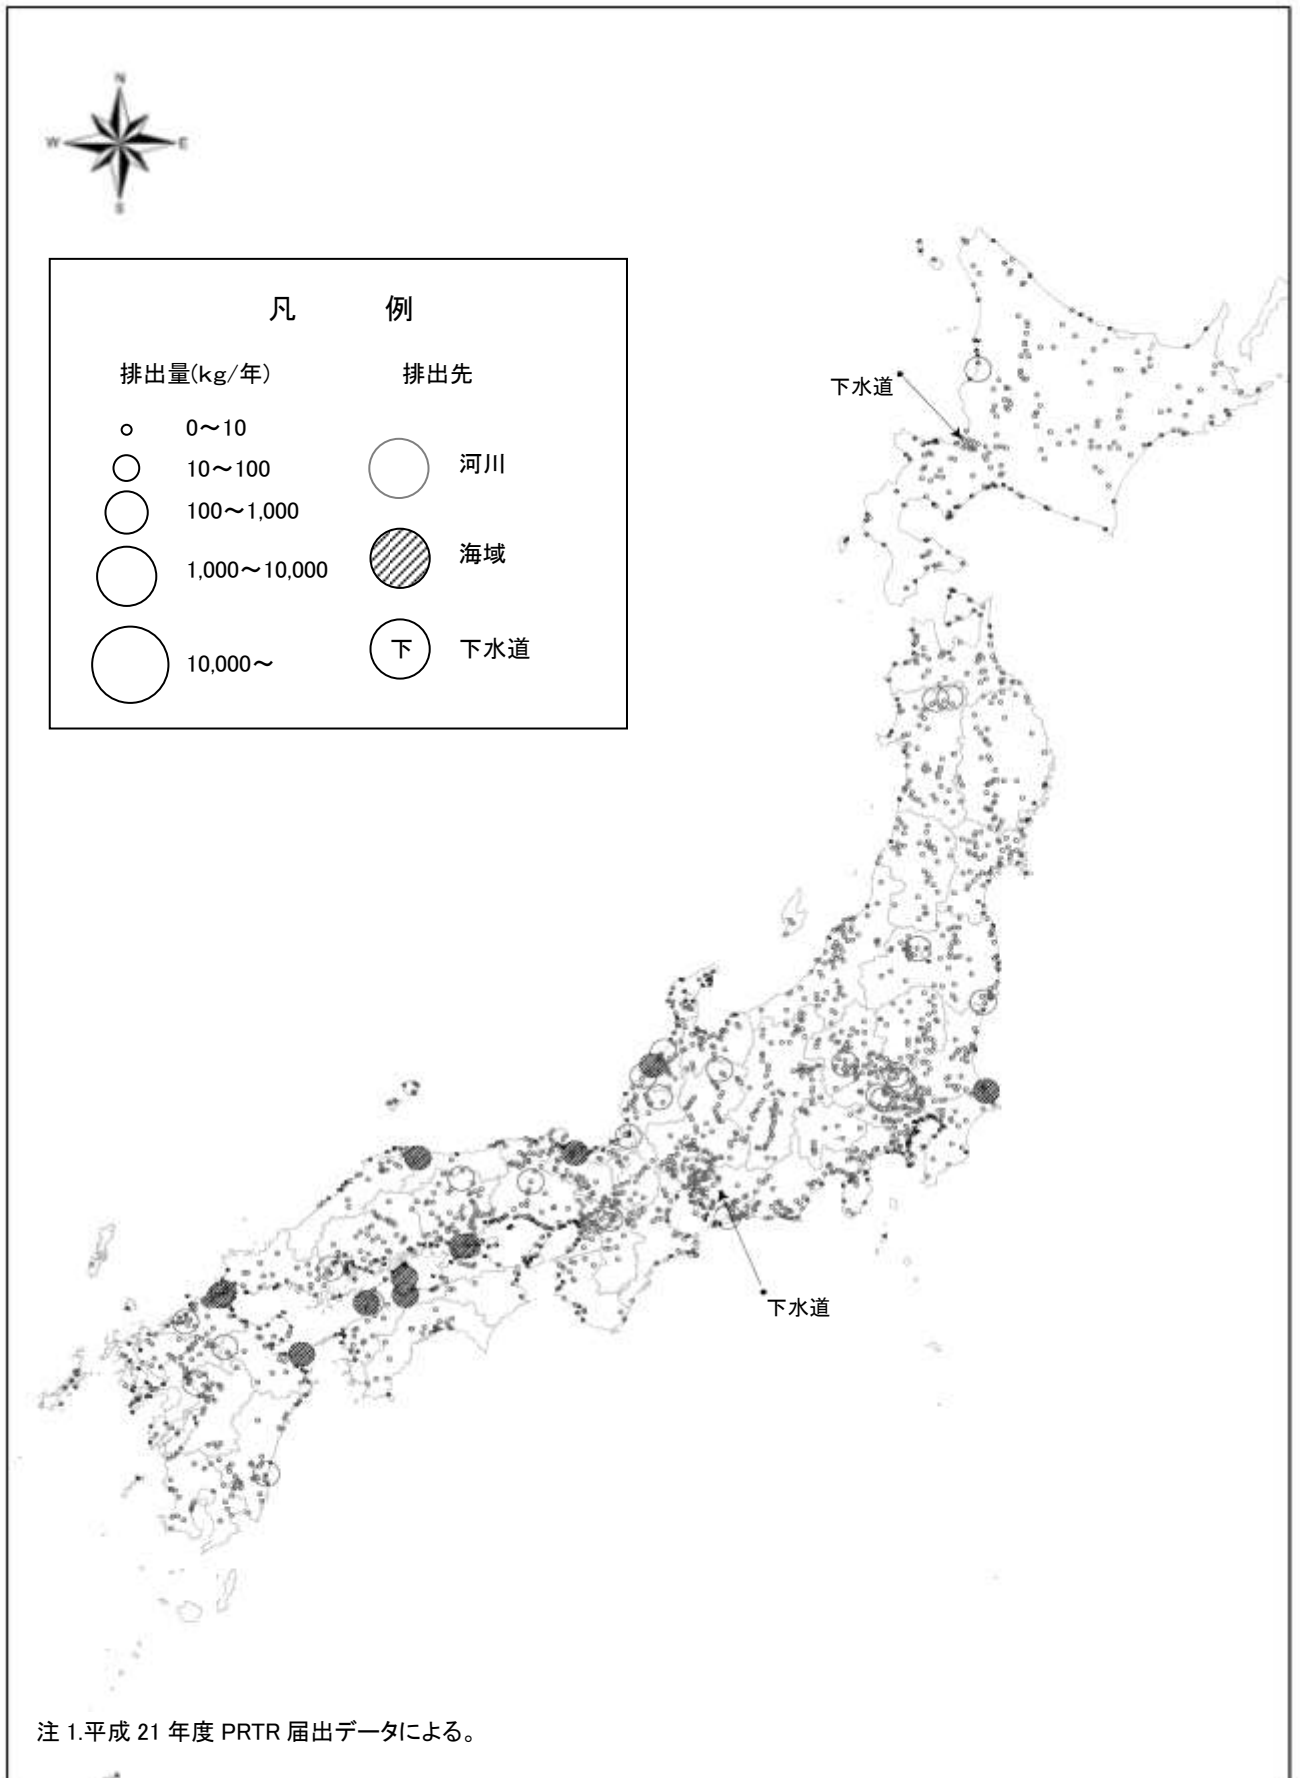 N
W E
S
凡 例
排出量(kg/年) 排出先
0～10
10～100
100～1,000
1,000～10,000
10,000～
河川
海域
下 下水道
下水道
下水道
注 1.平成 21 年度 PRTR 届出データによる。